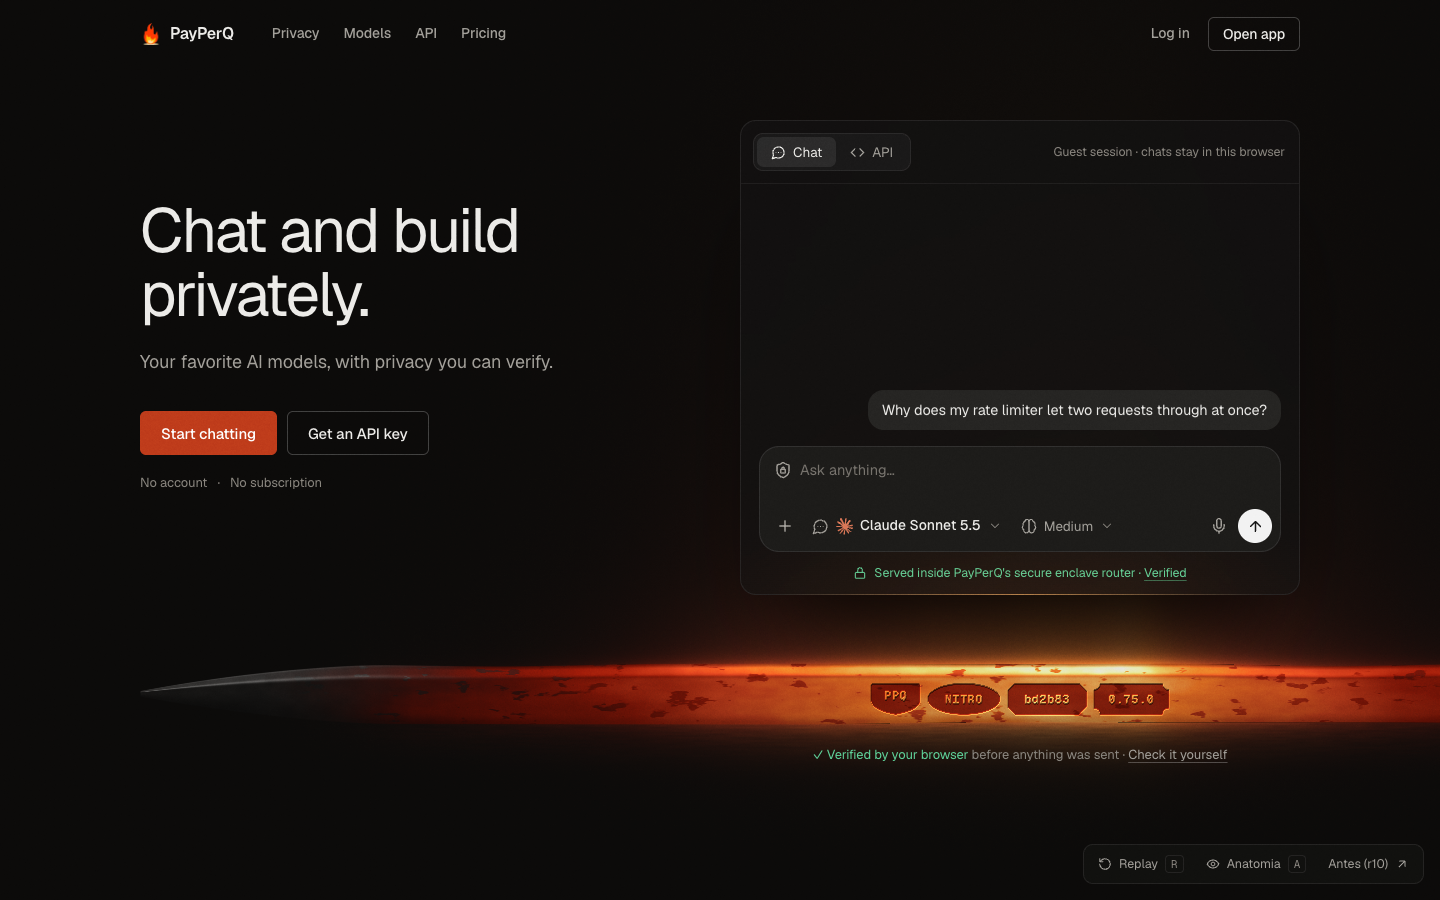 PayPerQ
Privacy
Models
API
Pricing
Log in
Open app
Chat and build
privately.
Your favorite AI models, with privacy you can verify.
Start chatting
Get an API key
No account · No subscription
Chat
API
Guest session · chats stay in this browser
Why does my rate limiter let two requests through at once?
Ask anything...
Claude Sonnet 5.5
Medium
Served inside PayPerQ's secure enclave router · Verified
PPQ
NITRO
bd2b83
0.75.0
✓ Verified by your browser before anything was sent · Check it yourself
Replay R
Anatomia A
Antes (r10)